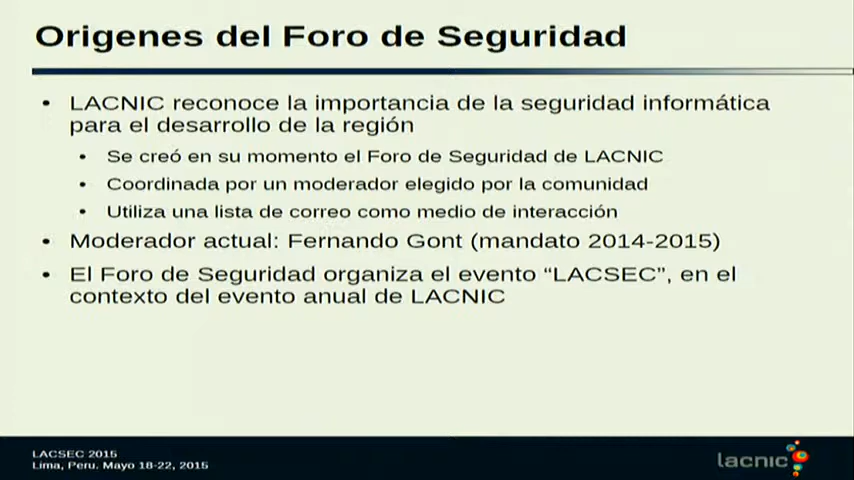 Origenes del Foro de Seguridad
• LACNIC reconoce la importancia de la seguridad informática
para el desarrollo de la región
• Se creó en su momento el Foro de Seguridad de LACNIC
• Coordinada por un moderador elegido por la comunidad
• Utiliza una lista de correo como medio de interacción
• Moderador actual: Fernando Gont (mandato 2014-2015)
• El Foro de Seguridad organiza el evento “LACSEC”, en el
contexto del evento anual de LACNIC
LACSEC 2015
Lima, Peru. Mayo 18-22, 2015
lacnic